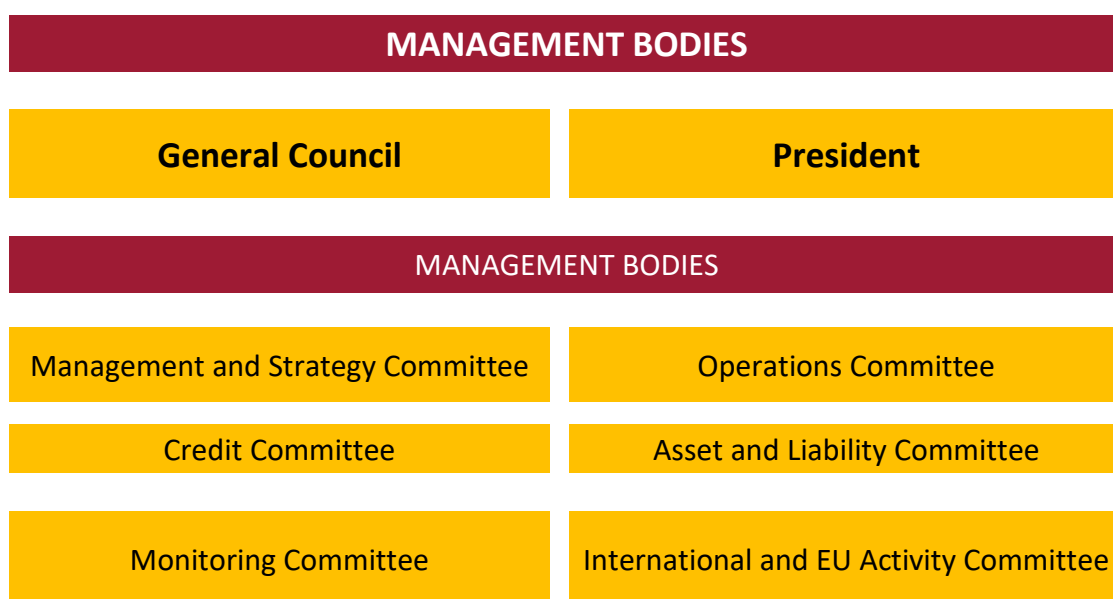 MANAGEMENT BODIES
General Council
President
MANAGEMENT BODIES
Management and Strategy Committee
Operations Committee
Credit Committee
Asset and Liability Committee
Monitoring Committee
International and EU Activity Committee